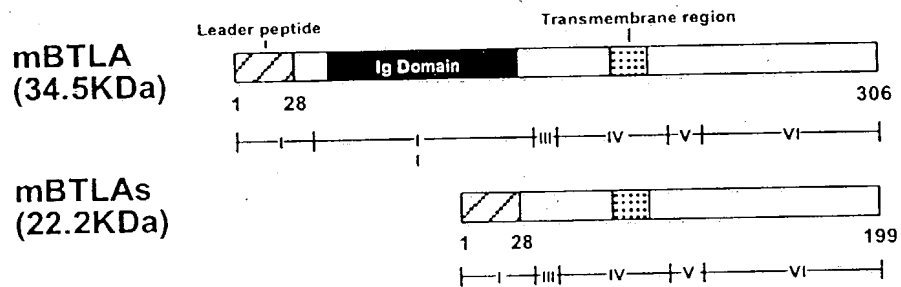 Transmembrane region
Leader peptide
mBTLA
(34.5KDa)
Ig Domain
1 28 306
I I I III IV V VI
mBTLAs
(22.2KDa)
1 28 199
I III IV V VI